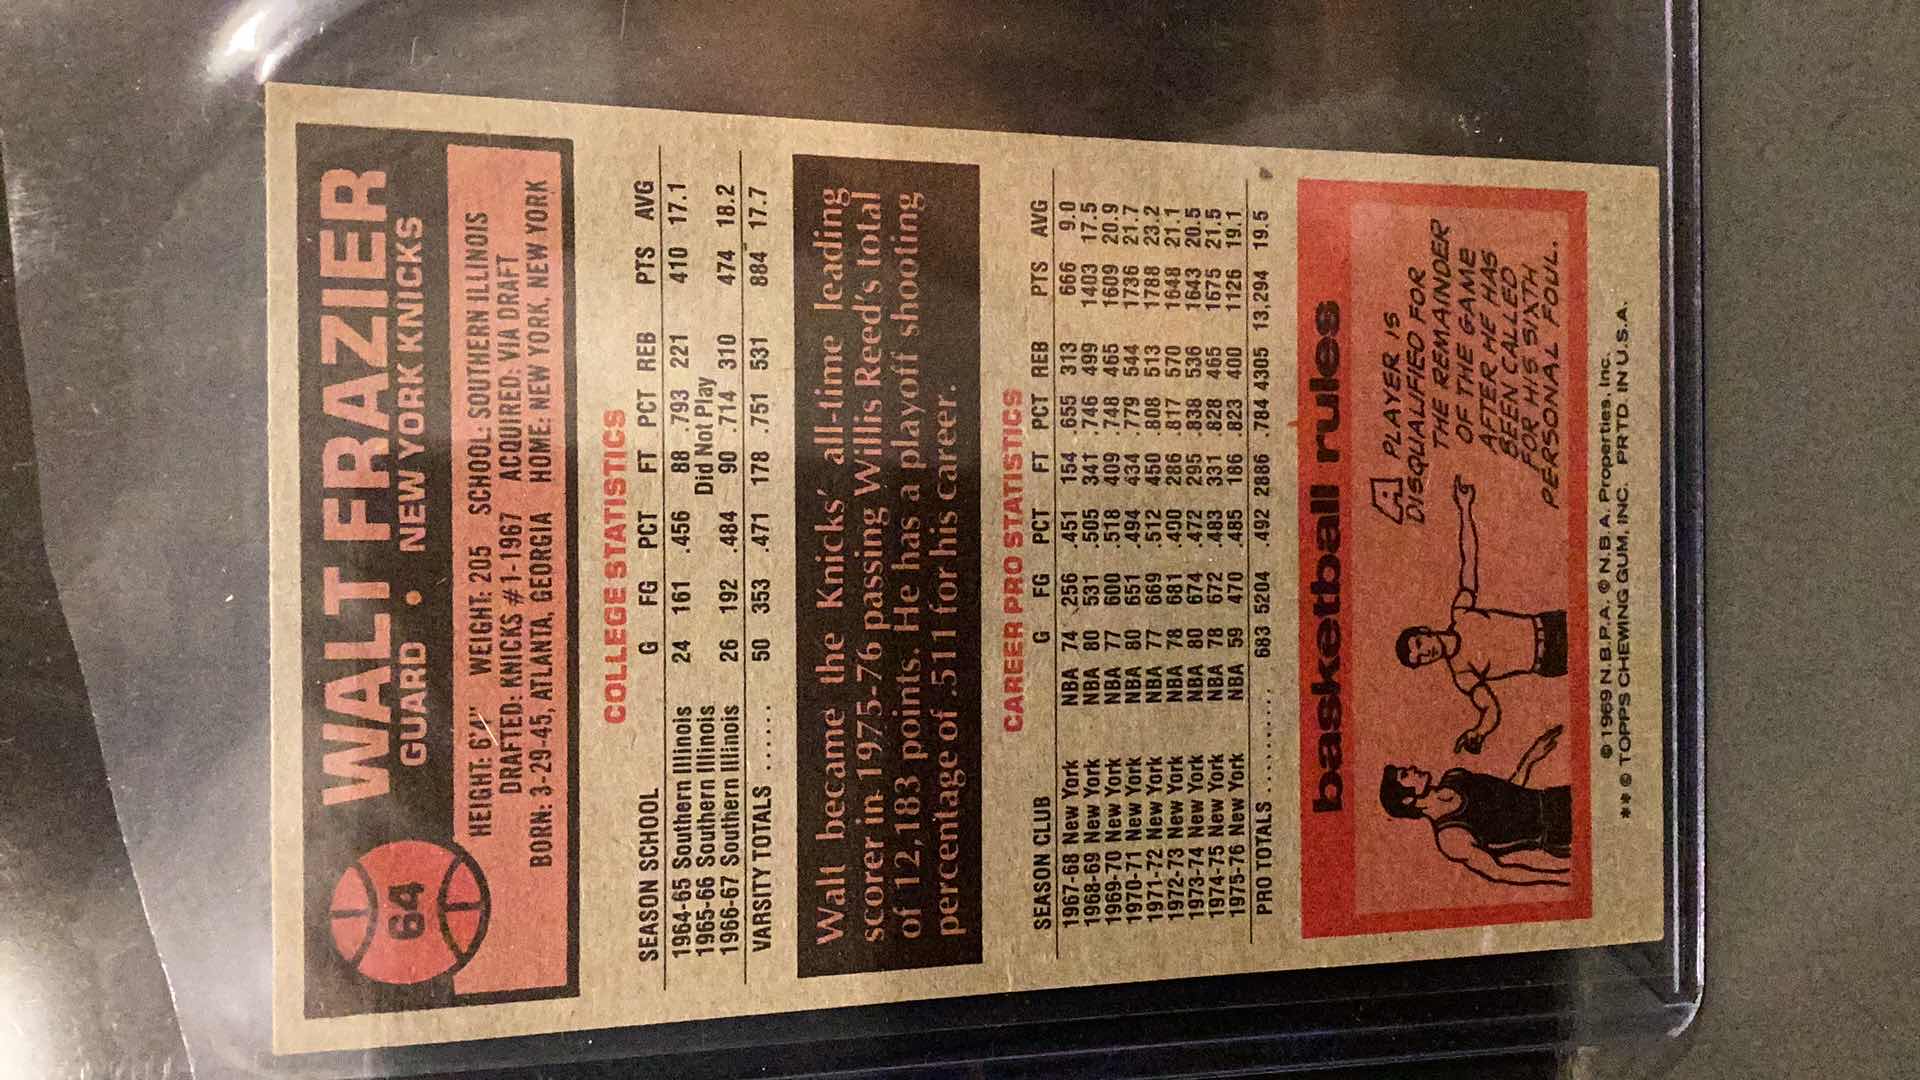 64
WALT FRAZIER
GUARD • NEW YORK KNICKS
HEIGHT: 6'4" WEIGHT: 205 SCHOOL: SOUTHERN ILLINOIS
DRAFTED: KNICKS #1-1967 ACQUIRED: VIA DRAFT
BORN: 3-29-45, ATLANTA, GEORGIA HOME: NEW YORK, NEW YORK
COLLEGE STATISTICS
SEASON SCHOOL G FG PCT FT PCT REB PTS AVG
1964-65 Southern Illinois 24 161 .456 88 .793 221 410 17.1
1965-66 Southern Illinois Did Not Play
1966-67 Southern Illinois 26 192 .484 90 .714 310 474 18.2
VARSITY TOTALS ...... 50 353 .471 178 .751 531 884 17.7
Walt became the Knicks' all-time leading
scorer in 1975-76 passing Willis Reed's total
of 12,183 points. He has a playoff shooting
percentage of .511 for his career.
CAREER PRO STATISTICS
SEASON CLUB G FG PCT FT PCT REB PTS AVG
1967-68 New York NBA 74 256 .451 154 .655 313 666 9.0
1968-69 New York NBA 80 531 .505 341 .746 499 1403 17.5
1969-70 New York NBA 77 600 .518 409 .748 465 1609 20.9
1970-71 New York NBA 80 651 .494 434 .779 544 1736 21.7
1971-72 New York NBA 77 669 .512 450 .808 513 1788 23.2
1972-73 New York NBA 78 681 .400 286 .817 570 1648 21.1
1973-74 New York NBA 80 674 .472 295 .838 536 1643 20.5
1974-75 New York NBA 78 672 .483 331 .828 465 1675 21.5
1975-76 New York NBA 59 470 .485 186 .823 400 1126 19.1
PRO TOTALS .......... 683 5204 .492 2886 .784 4305 13,294 19.5
basketball rules
A PLAYER IS
DISQUALIFIED FOR
THE REMAINDER
OF THE GAME
AFTER HE HAS
BEEN CALLED
FOR HIS SIXTH
PERSONAL FOUL.
© 1969 N.B.P.A. © N.B.A. Properties, Inc.
** © TOPPS CHEWING GUM, INC. PRTD. IN U.S.A.